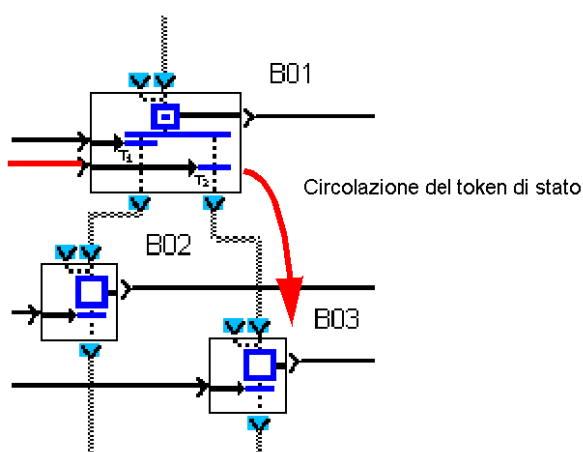 B01
T1
T2
Circolazione del token di stato
B02
B03